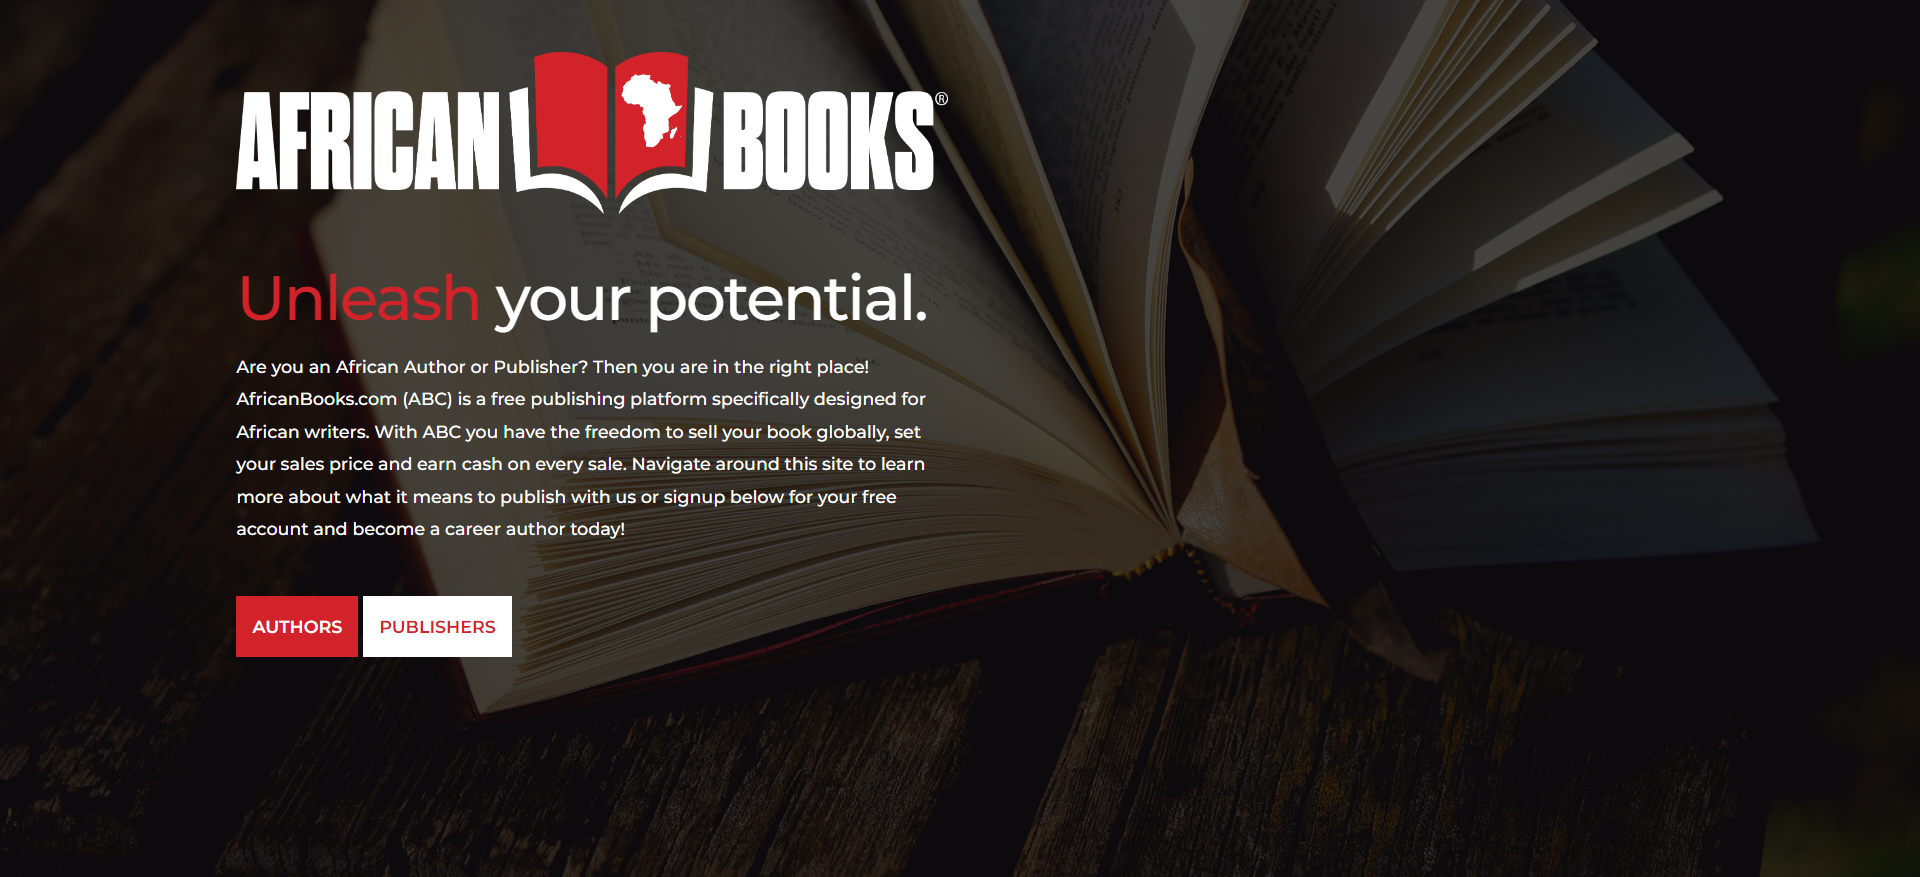 AFRICAN BOOKS®
Unleash your potential.
Are you an African Author or Publisher? Then you are in the right place!
AfricanBooks.com (ABC) is a free publishing platform specifically designed for
African writers. With ABC you have the freedom to sell your book globally, set
your sales price and earn cash on every sale. Navigate around this site to learn
more about what it means to publish with us or signup below for your free
account and become a career author today!
AUTHORS
PUBLISHERS